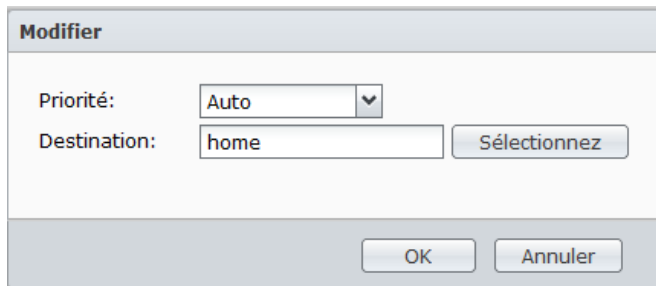 Modifier
Priorité: Auto
Destination: home Sélectionnez
OK Annuler